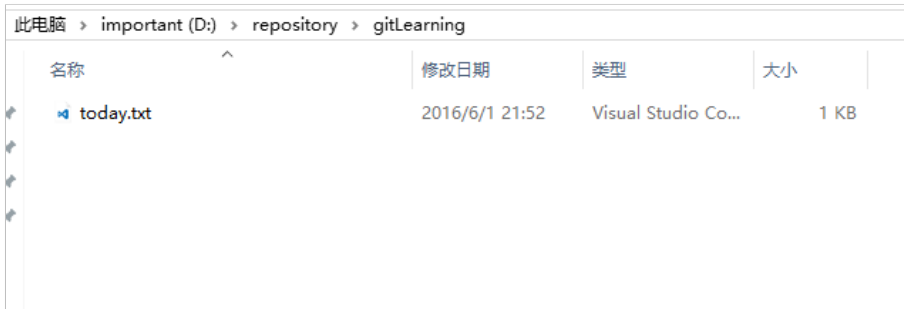 此电脑 > important (D:) > repository > gitLearning
名称 修改日期 类型 大小
today.txt 2016/6/1 21:52 Visual Studio Co... 1 KB